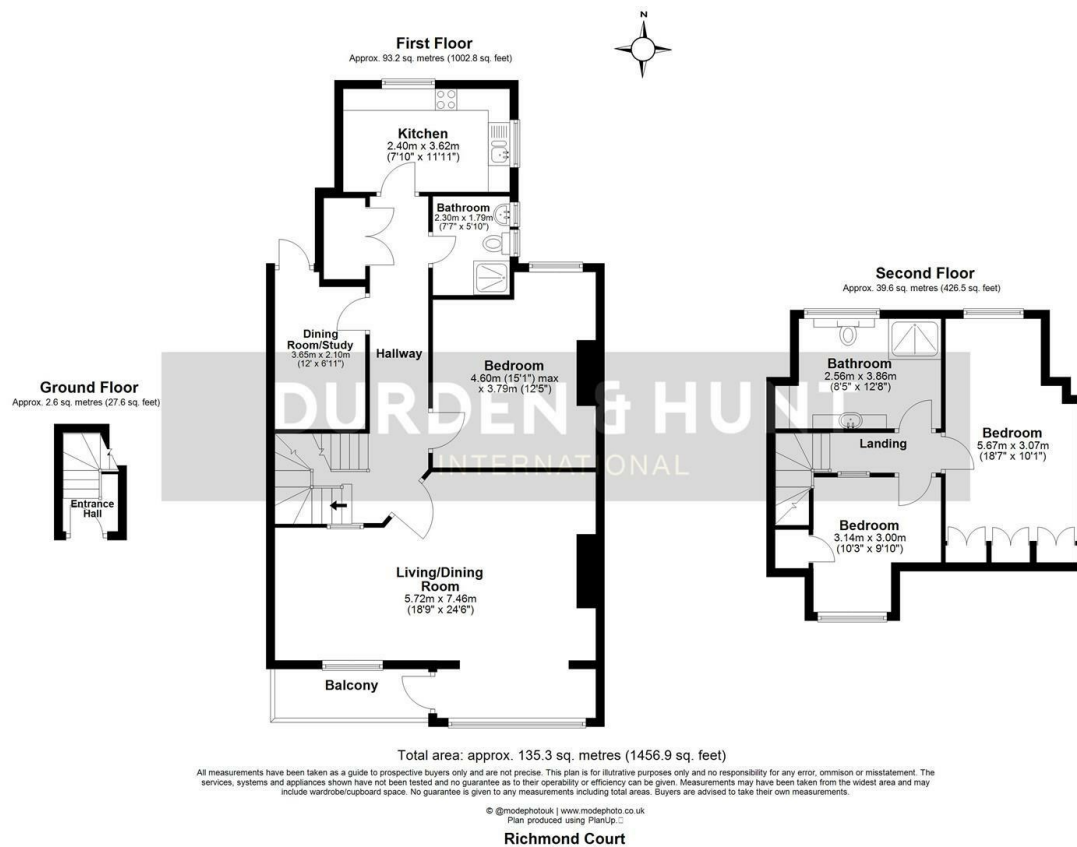 N
First Floor
Approx. 93.2 sq. metres (1002.8 sq. feet)
Kitchen
2.40m x 3.62m
(7'10" x 11'11")
Bathroom
2.30m x 1.79m
(7'7" x 5'10")
Dining
Room/Study
3.65m x 2.10m
(12' x 6'11")
Hallway
Bedroom
4.60m (15'1") max
x 3.79m (12'5")
Living/Dining
Room
5.72m x 7.46m
(18'9" x 24'6")
Balcony
Ground Floor
Approx. 2.6 sq. metres (27.6 sq. feet)
Entrance
Hall
Second Floor
Approx. 39.6 sq. metres (426.5 sq. feet)
Bathroom
2.56m x 3.86m
(8'5" x 12'8")
Landing
Bedroom
5.67m x 3.07m
(18'7" x 10'1")
Bedroom
3.14m x 3.00m
(10'3" x 9'10")
DURDEN & HUNT
INTERNATIONAL
Total area: approx. 135.3 sq. metres (1456.9 sq. feet)
All measurements have been taken as a guide to prospective buyers only and are not precise. This plan is for illutrative purposes only and no responsibility for any error, ommison or misstatement. The
services, systems and appliances shown have not been tested and no guarantee as to their operability or efficiency can be given. Measurements may have been taken from the widest area and may
include wardrobe/cupboard space. No guarantee is given to any measurements including total areas. Buyers are advised to take their own measurements.
© @modephotouk | www.modephoto.co.uk
Plan produced using PlanUp.
Richmond Court